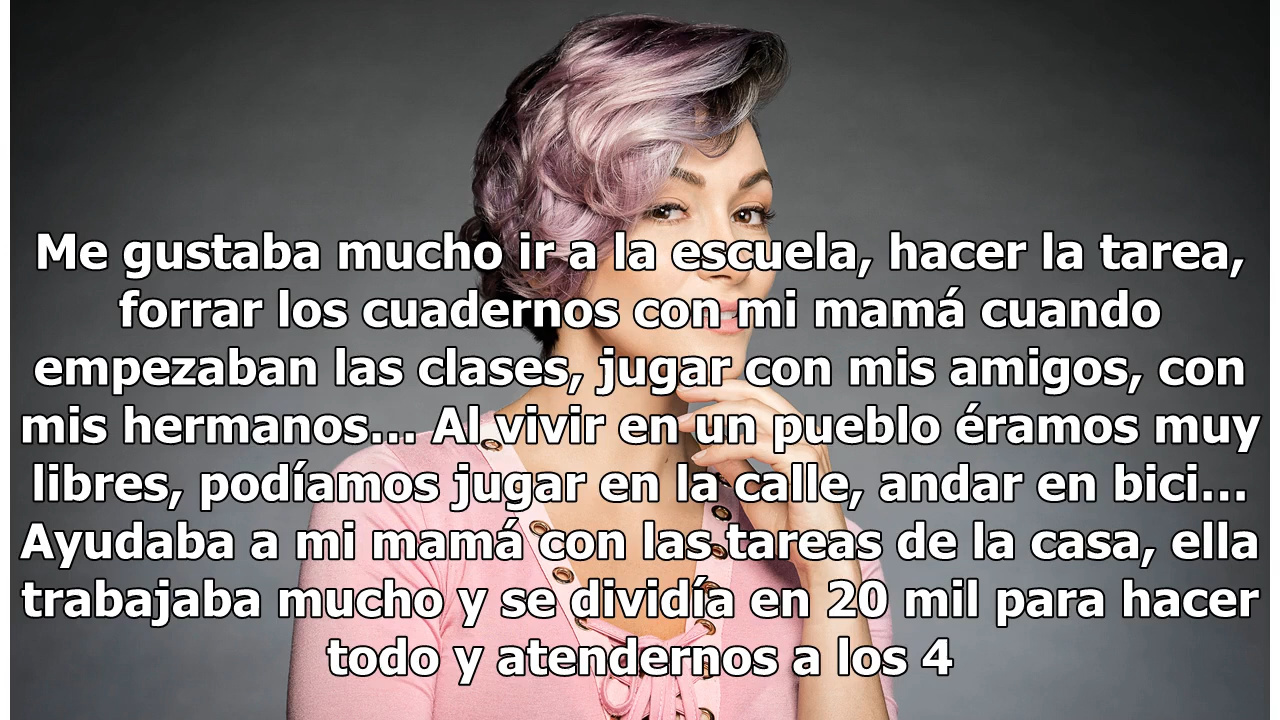 Me gustaba mucho ir a la escuela, hacer la tarea,
forrar los cuadernos con mi mamá cuando
empezaban las clases, jugar con mis amigos, con
mis hermanos... Al vivir en un pueblo éramos muy
libres, podíamos jugar en la calle, andar en bici...
Ayudaba a mi mamá con las tareas de la casa, ella
trabajaba mucho y se dividía en 20 mil para hacer
todo y atendernos a los 4